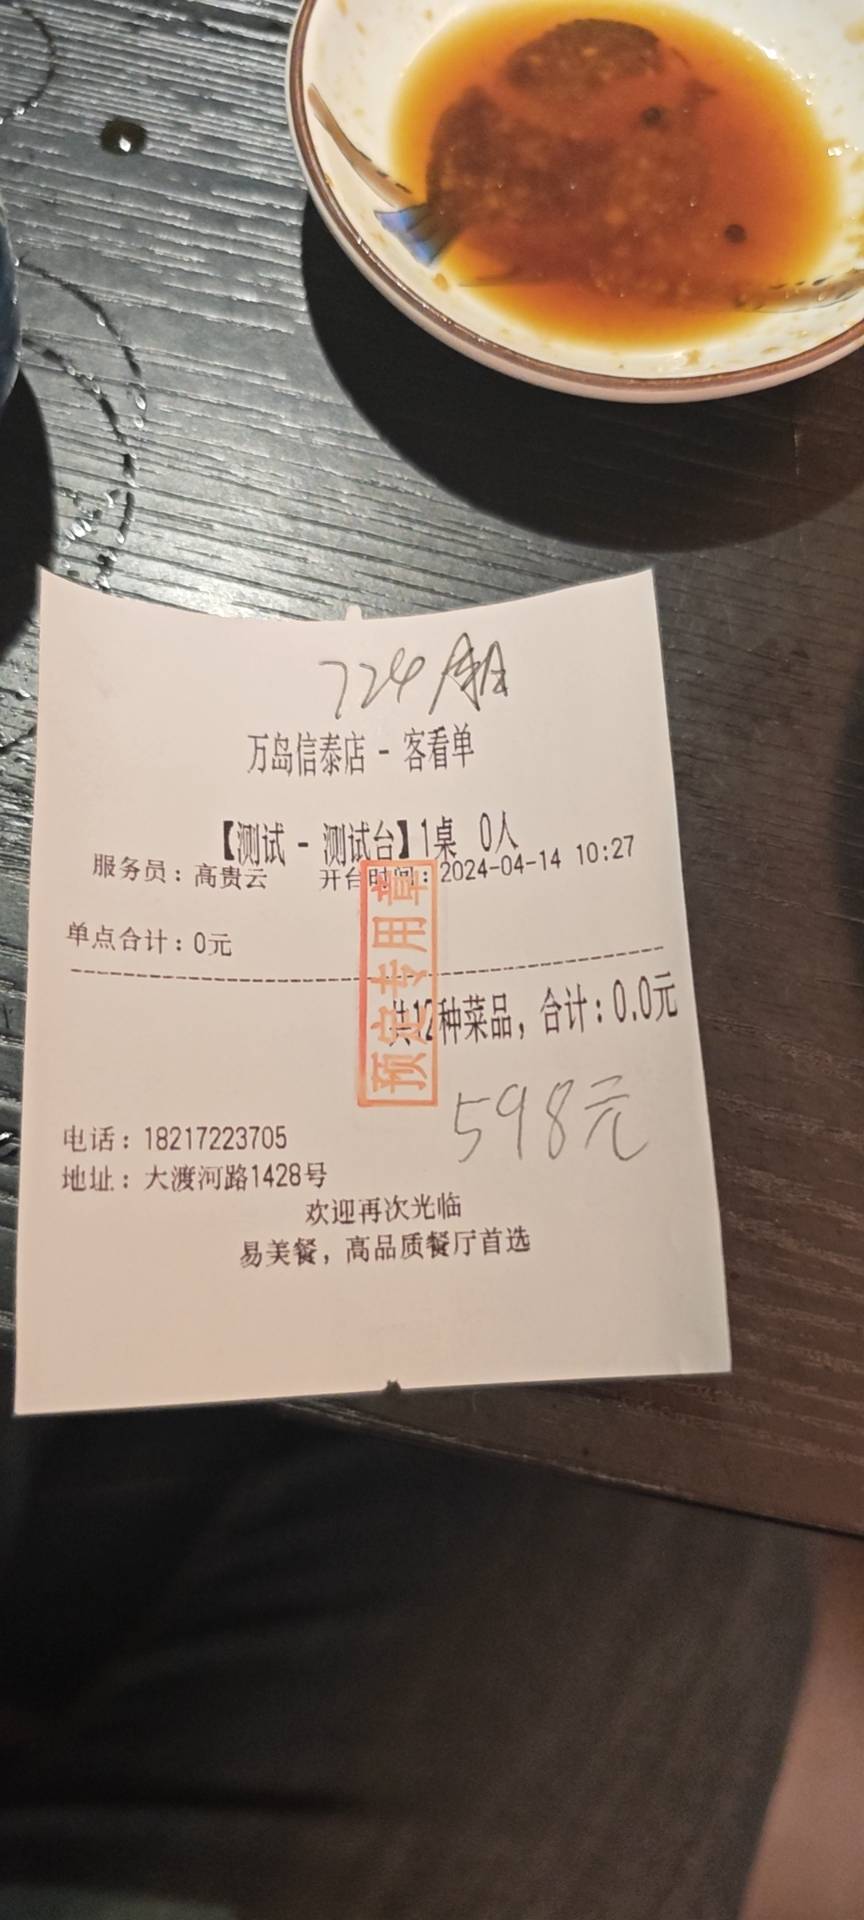 724
万岛信泰店 - 客看单
【测试 - 测试台】1桌 0人
服务员：高贵云 开台时间：2024-04-14 10:27
单点合计：0元
共12种菜品，合计：0.0元
预定专用章
598元
电话：18217223705
地址：大渡河路1428号
欢迎再次光临
易美餐，高品质餐厅首选